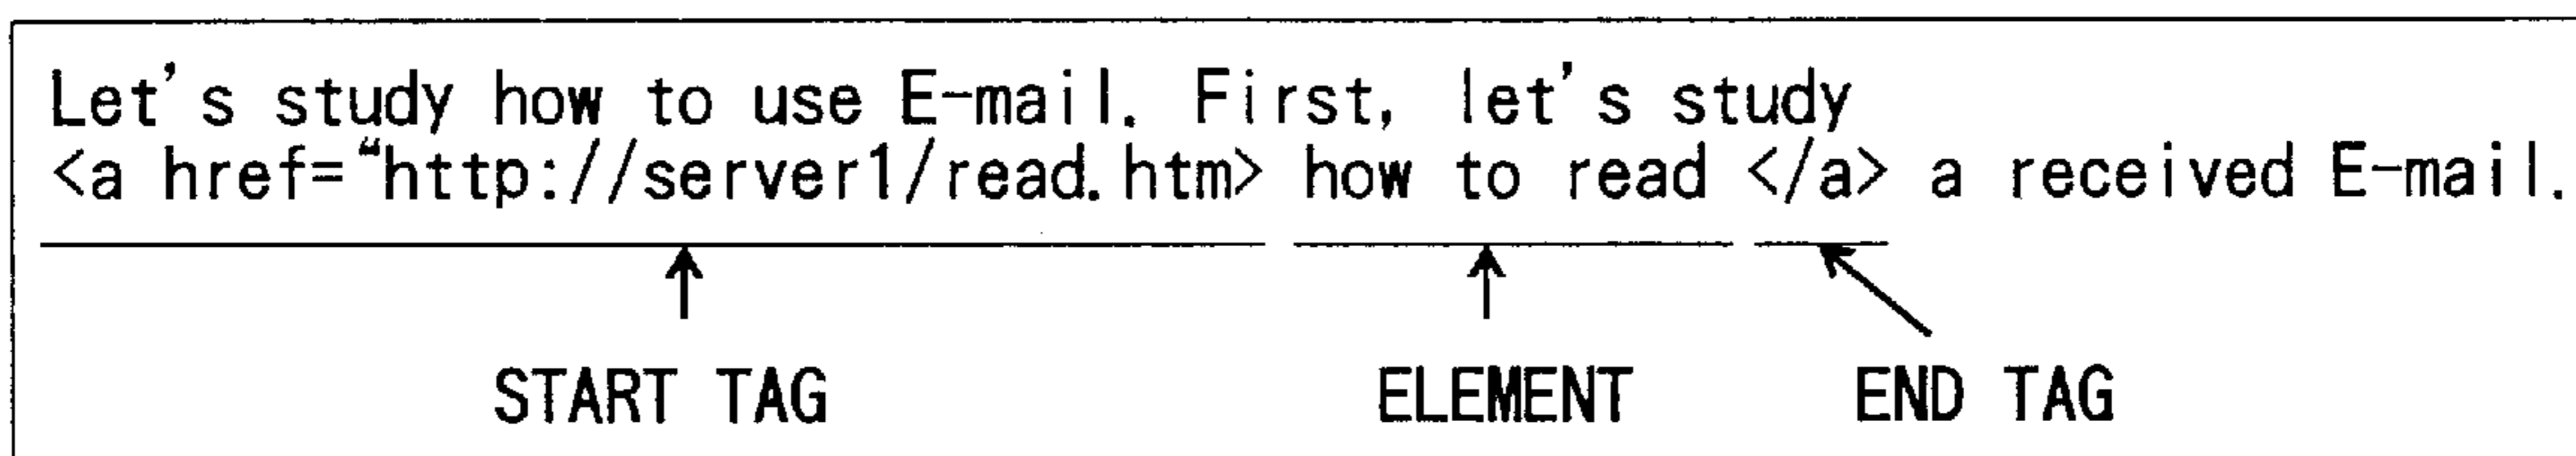 Let's study how to use E-mail. First, let's study
<a href="http://server1/read.htm> how to read </a> a received E-mail.
START TAG ELEMENT END TAG